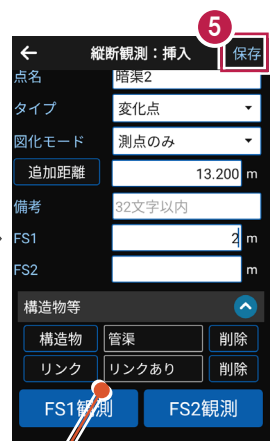 5
← 縦断観測：挿入 保存
点名 暗渠2
タイプ 変化点
図化モード 測点のみ
追加距離 13.200 m
備考 32文字以内
FS1 2 m
FS2 m
構造物等
構造物 管渠 削除
リンク リンクあり 削除
FS1観測 FS2観測